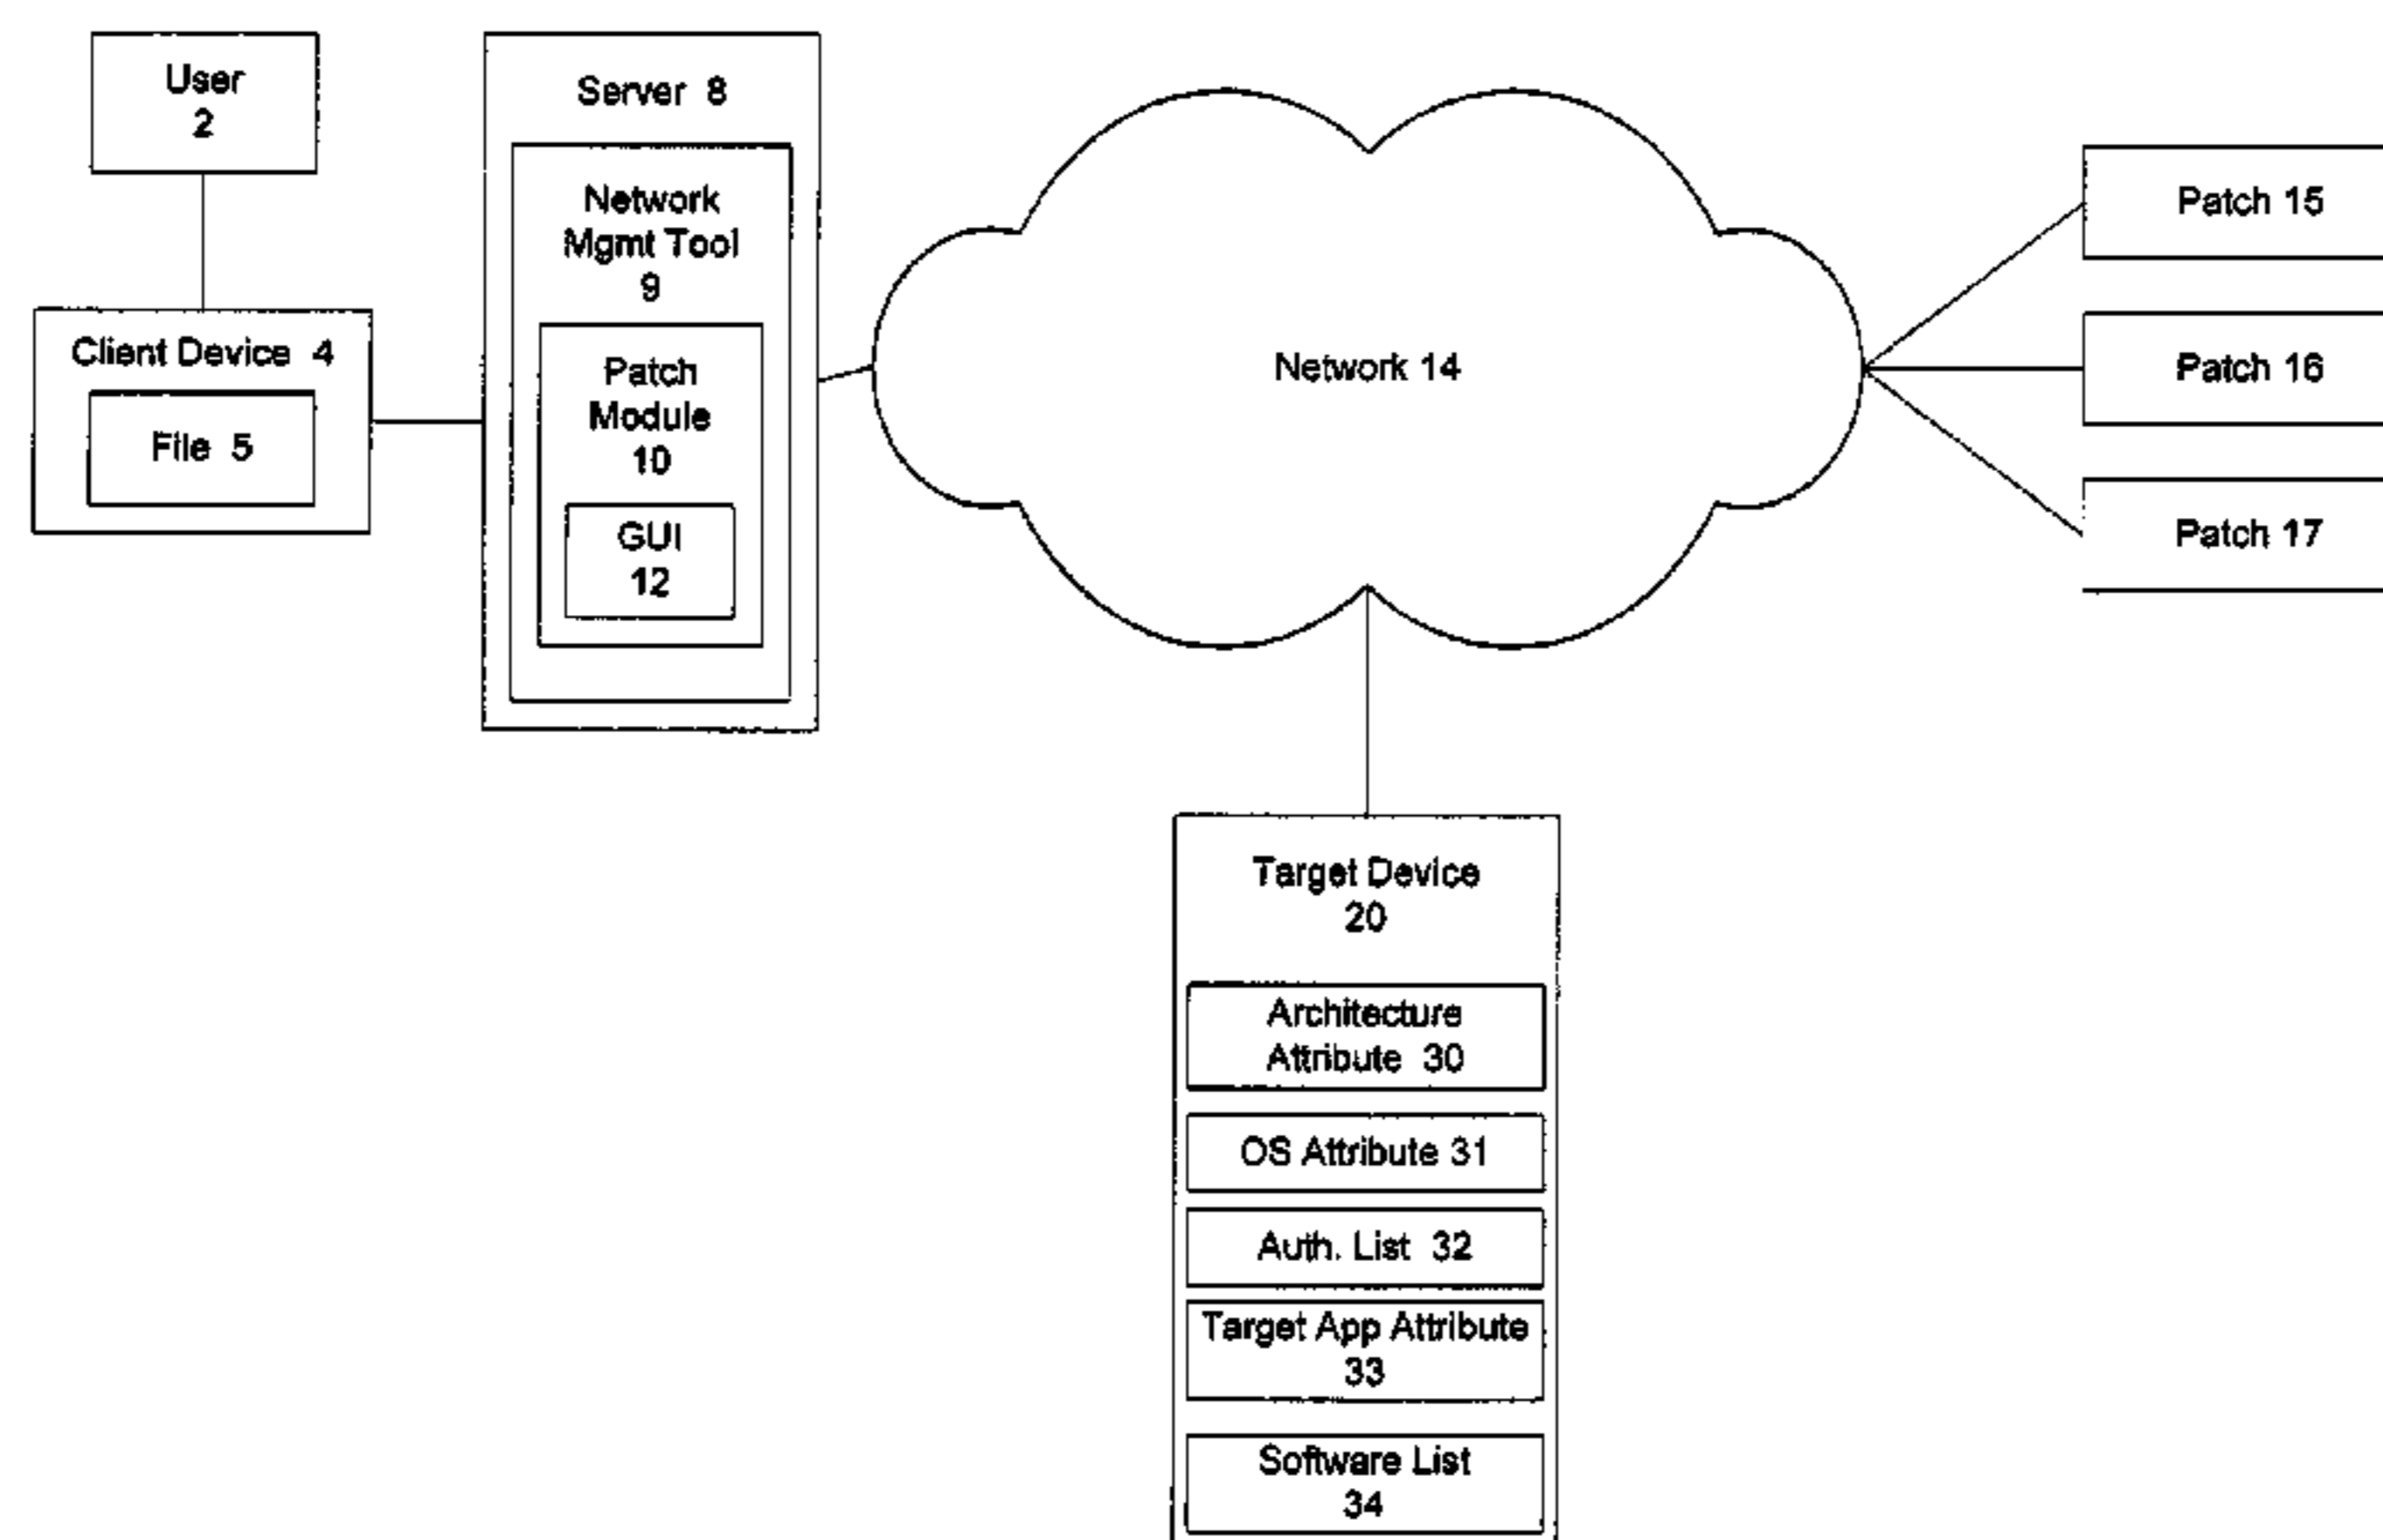 User
2
Client Device 4
File 5
Server 8
Network
Mgmt Tool
9
Patch
Module
10
GUI
12
Network 14
Patch 15
Patch 16
Patch 17
Target Device
20
Architecture
Attribute 30
OS Attribute 31
Auth. List 32
Target App Attribute
33
Software List
34